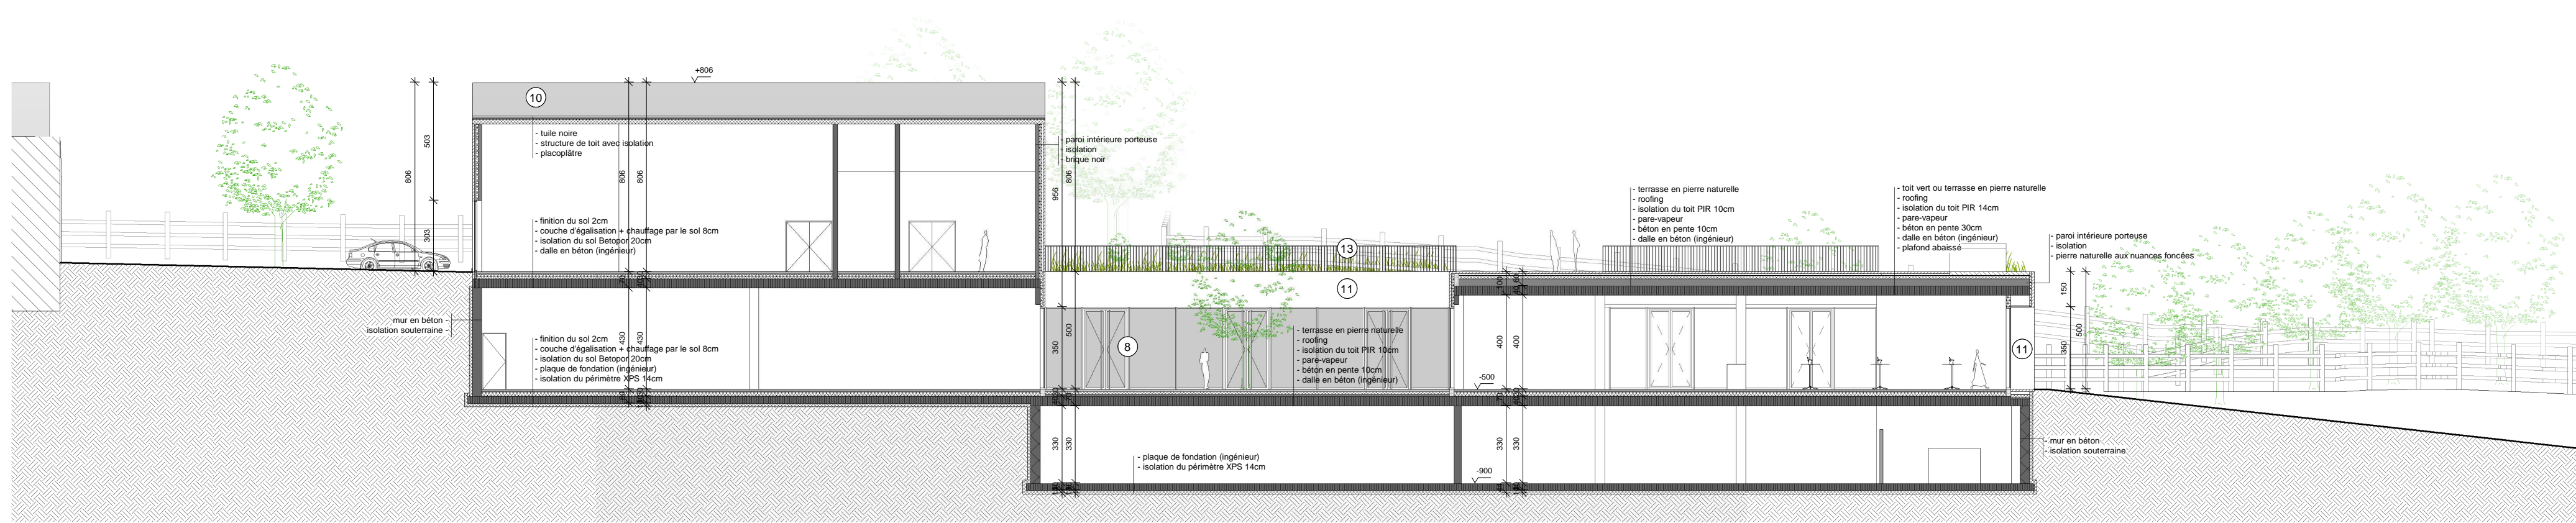 +806
10
- tuile noire
- structure de toit avec isolation
- placoplâtre
503
806
303
806
806
- finition du sol 2cm
- couche d'égalisation + chauffage par le sol 8cm
- isolation du sol Betopor 20cm
- dalle en béton (ingénieur)
mur en béton -
isolation souterraine -
430
430
- finition du sol 2cm
- couche d'égalisation + chauffage par le sol 8cm
- isolation du sol Betopor 20cm
- plaque de fondation (ingénieur)
- isolation du périmètre XPS 14cm
- paroi intérieure porteuse
- isolation
- brique noir
956
806
13
11
8
350
500
- terrasse en pierre naturelle
- roofing
- isolation du toit PIR 10cm
- pare-vapeur
- béton en pente 10cm
- dalle en béton (ingénieur)
330
330
- plaque de fondation (ingénieur)
- isolation du périmètre XPS 14cm
- terrasse en pierre naturelle
- roofing
- isolation du toit PIR 10cm
- pare-vapeur
- béton en pente 10cm
- dalle en béton (ingénieur)
- toit vert ou terrasse en pierre naturelle
- roofing
- isolation du toit PIR 14cm
- pare-vapeur
- béton en pente 30cm
- dalle en béton (ingénieur)
- plafond abaissé
- paroi intérieure porteuse
- isolation
- pierre naturelle aux nuances foncées
100
60
400
400
-500
330
330
-900
11
150
350
500
- mur en béton
- isolation souterraine